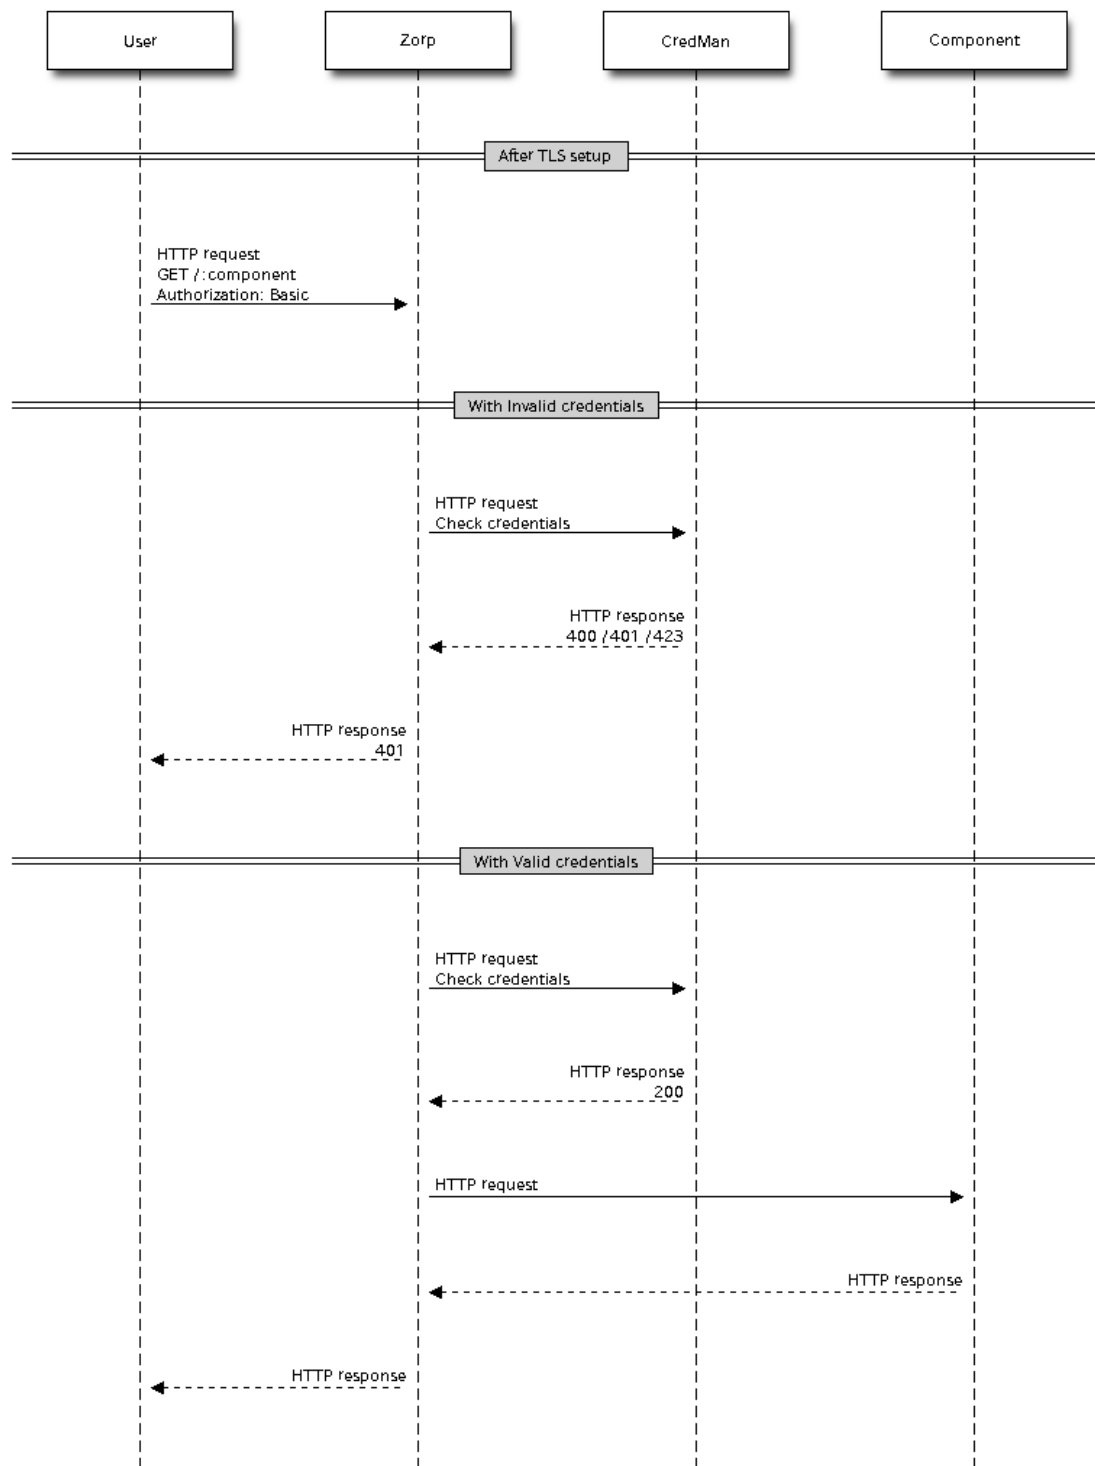 User
Zorp
CredMan
Component
After TLS setup
HTTP request
GET /:component
Authorization: Basic
With Invalid credentials
HTTP request
Check credentials
HTTP response
400 /401 /423
HTTP response
401
With Valid credentials
HTTP request
Check credentials
HTTP response
200
HTTP request
HTTP response
HTTP response